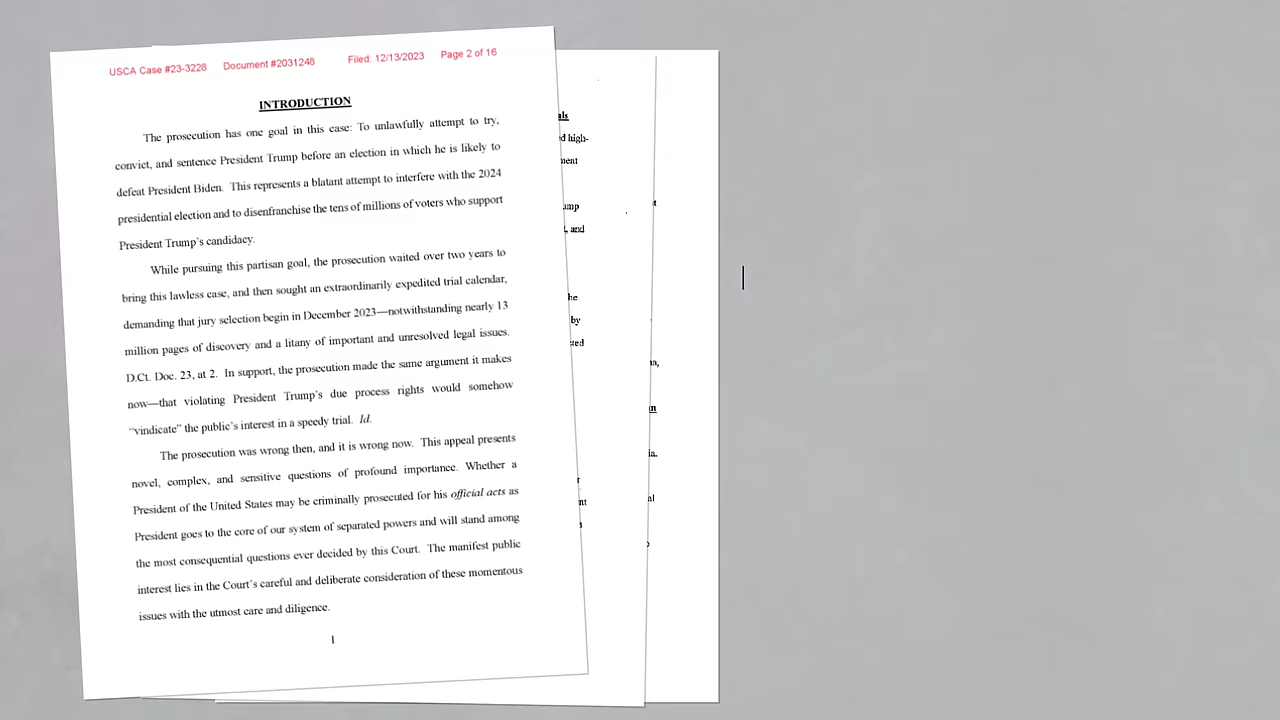 USCA Case #23-3228 Document #2031248 Filed: 12/13/2023 Page 2 of 16
INTRODUCTION
The prosecution has one goal in this case: To unlawfully attempt to try,
convict, and sentence President Trump before an election in which he is likely to
defeat President Biden. This represents a blatant attempt to interfere with the 2024
presidential election and to disenfranchise the tens of millions of voters who support
President Trump's candidacy.
While pursuing this partisan goal, the prosecution waited over two years to
bring this lawless case, and then sought an extraordinarily expedited trial calendar,
demanding that jury selection begin in December 2023—notwithstanding nearly 13
million pages of discovery and a litany of important and unresolved legal issues.
D.Ct. Doc. 23, at 2. In support, the prosecution made the same argument it makes
now—that violating President Trump's due process rights would somehow
“vindicate” the public's interest in a speedy trial. Id.
The prosecution was wrong then, and it is wrong now. This appeal presents
novel, complex, and sensitive questions of profound importance. Whether a
President of the United States may be criminally prosecuted for his official acts as
President goes to the core of our system of separated powers and will stand among
the most consequential questions ever decided by this Court. The manifest public
interest lies in the Court's careful and deliberate consideration of these momentous
issues with the utmost care and diligence.
1
and
by